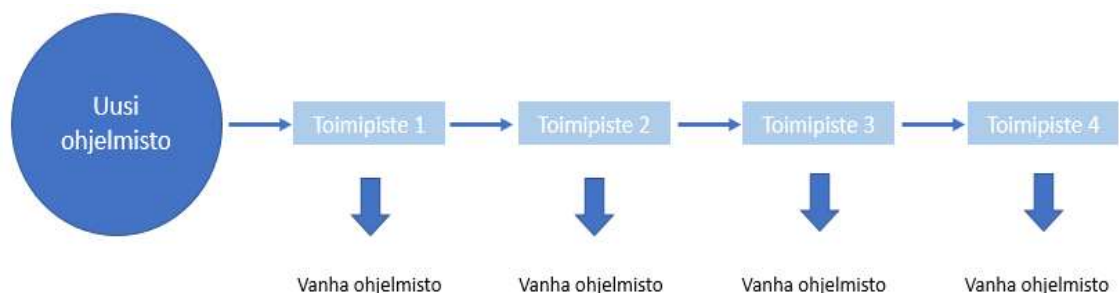 Uusi
ohjelmisto
Toimipiste 1
Toimipiste 2
Toimipiste 3
Toimipiste 4
Vanha ohjelmisto
Vanha ohjelmisto
Vanha ohjelmisto
Vanha ohjelmisto